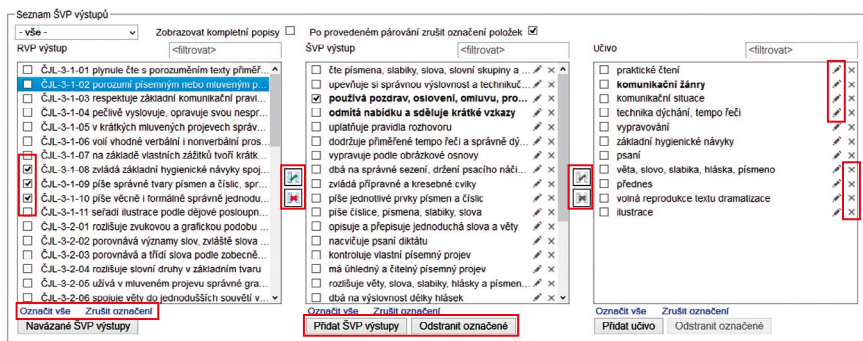 Seznam ŠVP výstupů
- vše -
Zobrazovat kompletní popisy
Po provedeném párování zrušit označení položek
RVP výstup
<filtrovat>
ČJL-3-1-01 plynule čte s porozuměním texty přiměř...
ČJL-3-1-02 porozumí písemným nebo mluveným p...
ČJL-3-1-03 respektuje základní komunikační pravi...
ČJL-3-1-04 pečlivě vyslovuje, opravuje svou nespr...
ČJL-3-1-05 v krátkých mluvených projevech správ...
ČJL-3-1-06 volí vhodné verbální i nonverbální pros...
ČJL-3-1-07 na základě vlastních zážitků tvoří krátk...
ČJL-3-1-08 zvládá základní hygienické návyky spoj...
ČJL-3-1-09 píše správné tvary písmen a číslic, spr...
ČJL-3-1-10 píše věcně i formálně správně jednodu...
ČJL-3-1-11 seřadí ilustrace podle dějové posloupn...
ČJL-3-2-01 rozlišuje zvukovou a grafickou podobu ...
ČJL-3-2-02 porovnává významy slov, zvláště slova ...
ČJL-3-2-03 porovnává a třídí slova podle zobecně...
ČJL-3-2-04 rozlišuje slovní druhy v základním tvaru
ČJL-3-2-05 užívá v mluveném projevu správné gra...
ČJL-3-2-06 spojuje věty do jednodušších souvětí v...
Označit vše Zrušit označení
Navázané ŠVP výstupy
ŠVP výstup
<filtrovat>
čte písmena, slabiky, slova, slovní skupiny a ...
upevňuje si správnou výslovnost a technikuč...
používá pozdrav, oslovení, omluvu, pro...
odmítá nabídku a sděluje krátké vzkazy
uplatňuje pravidla rozhovoru
dodržuje přiměřené tempo řeči a správně dý...
vypravuje podle obrázkové osnovy
dbá na správné sezení, držení psacího náči...
zvládá přípravné a kresebné cviky
píše jednotlivé prvky písmen a číslic
píše číslice, písmena, slabiky, slova
opisuje a přepisuje jednoduchá slova a věty
nacvičuje psaní diktátu
kontroluje vlastní písemný projev
má úhledný a čitelný písemný projev
rozlišuje věty, slova, slabiky, hlásky a písmen...
dbá na výslovnost délky hlásek
Označit vše Zrušit označení
Přidat ŠVP výstupy Odstranit označené
Učivo
<filtrovat>
praktické čtení
komunikační žánry
komunikační situace
technika dýchání, tempo řeči
vypravování
základní hygienické návyky
psaní
věta, slovo, slabika, hláska, písmeno
přednes
volná reprodukce textu dramatizace
ilustrace
Označit vše Zrušit označení
Přidat učivo Odstranit označené